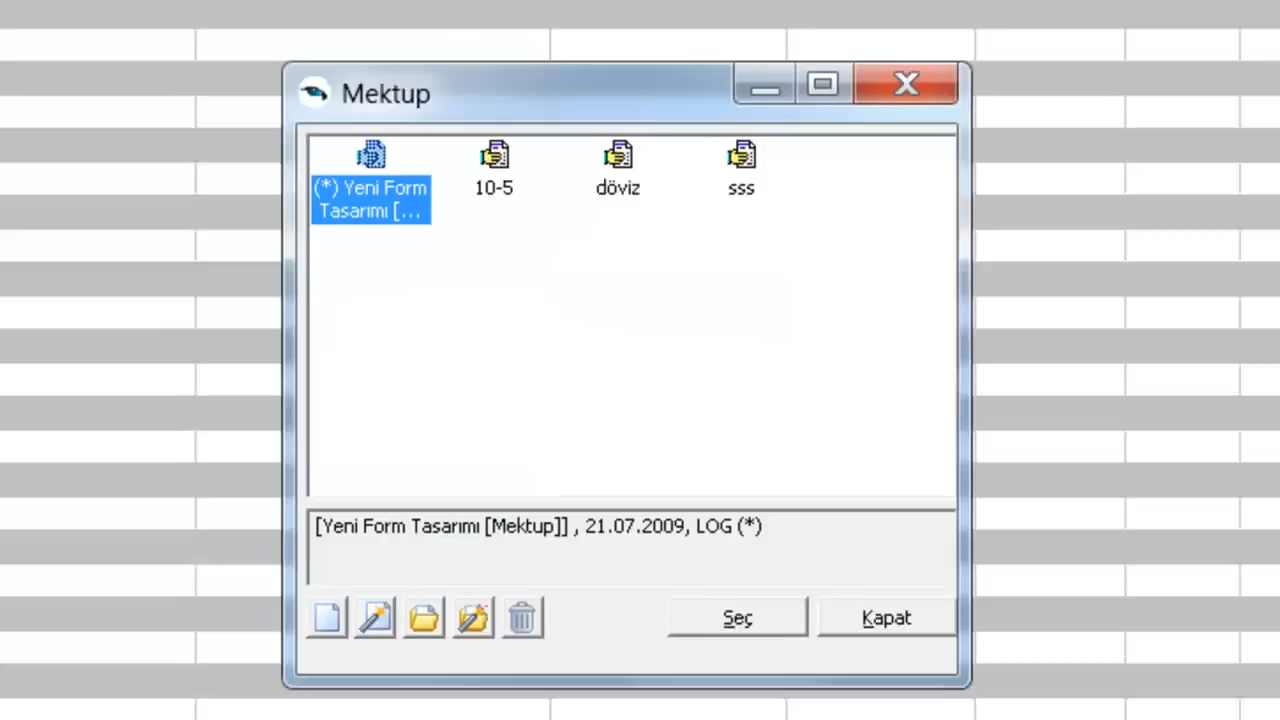 Mektup
(*) Yeni Form
Tasarımı [...
10-5
döviz
sss
[Yeni Form Tasarımı [Mektup]] , 21.07.2009, LOG (*)
Seç
Kapat